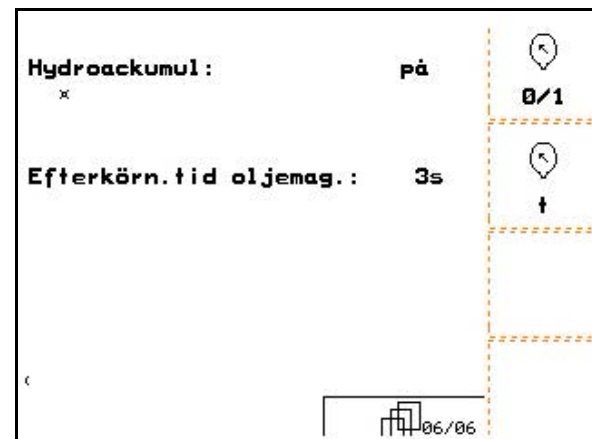 Hydroackumul: på
0/1
Efterkörn.tid oljemag.: 3s
t
06/06